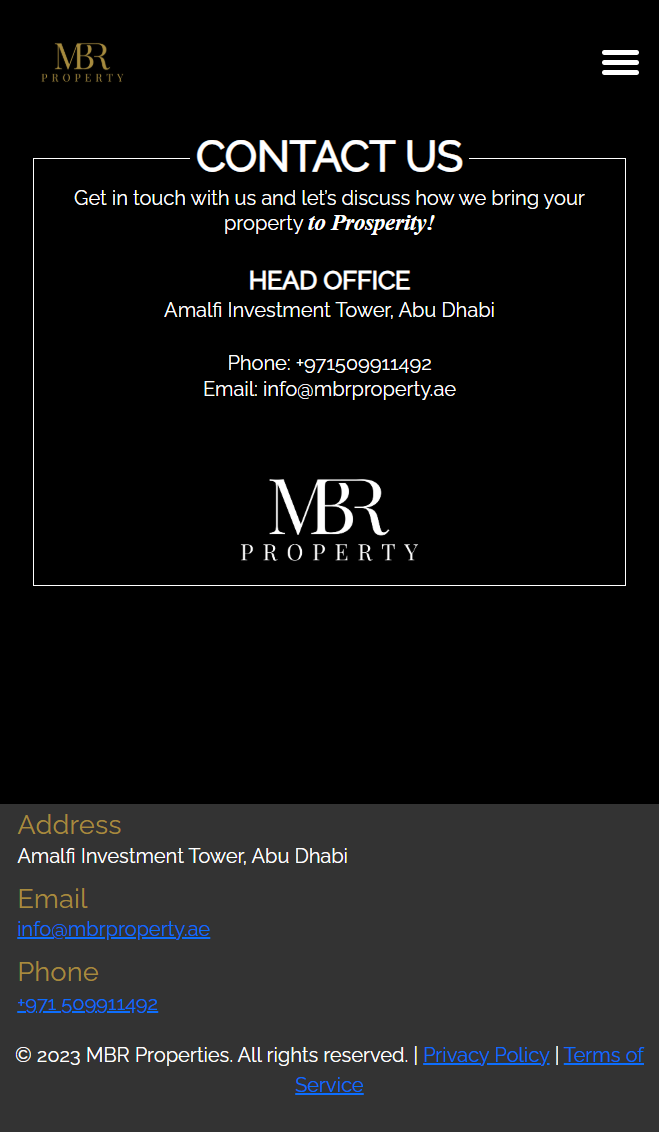 MBR
PROPERTY
CONTACT US
Get in touch with us and let’s discuss how we bring your
property to Prosperity!
HEAD OFFICE
Amalfi Investment Tower, Abu Dhabi
Phone: +971509911492
Email: info@mbrproperty.ae
MBR
PROPERTY
Address
Amalfi Investment Tower, Abu Dhabi
Email
info@mbrproperty.ae
Phone
+971 509911492
© 2023 MBR Properties. All rights reserved. | Privacy Policy | Terms of
Service